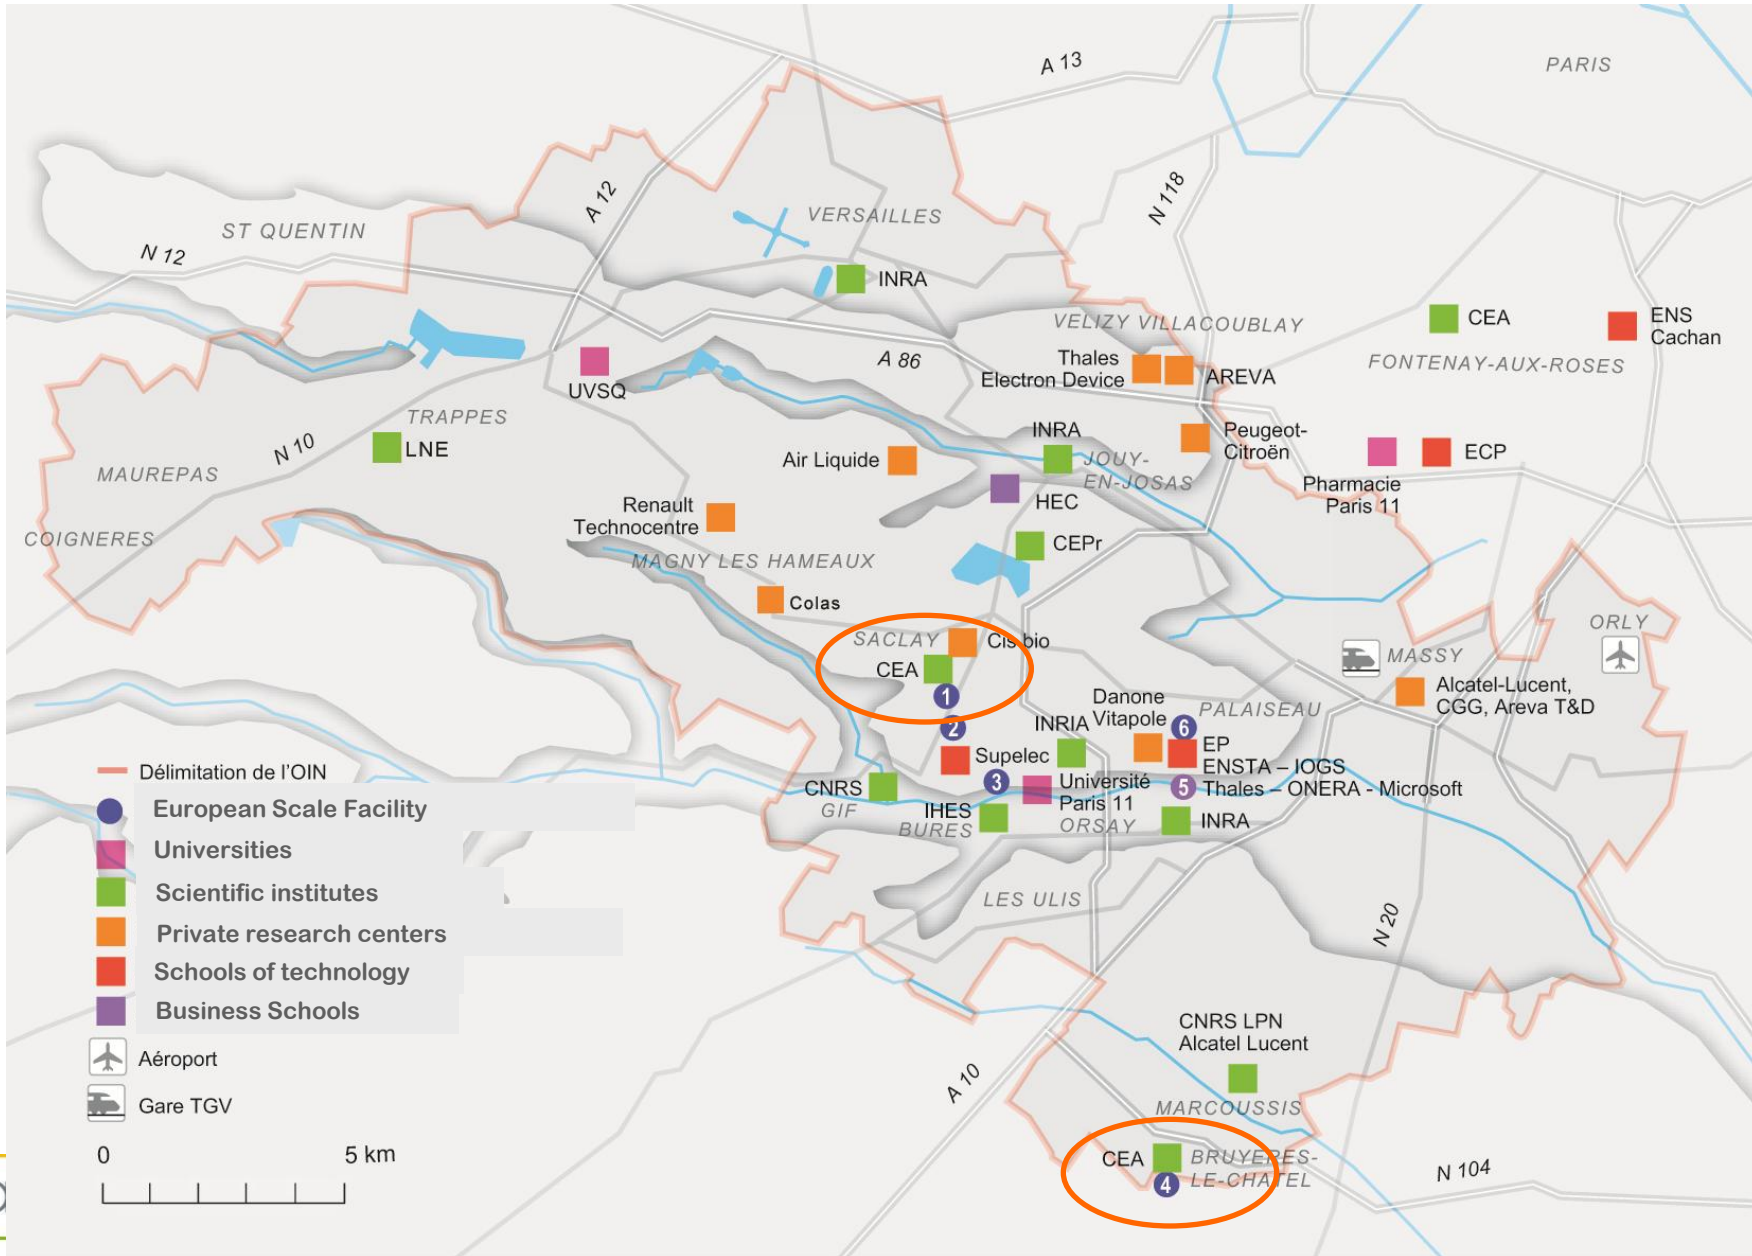 A 13
PARIS
A 12
N 118
VERSAILLES
ST QUENTIN
N 12
INRA
VELIZY VILLACOUBLAY
CEA
ENS
Cachan
A 86
Thales
Electron Device
AREVA
FONTENAY-AUX-ROSES
UVSQ
TRAPPES
N 10
LNE
MAUREPAS
INRA
Peugeot-
Citroën
Air Liquide
JOUY-
EN-JOSAS
ECP
HEC
Pharmacie
Paris 11
Renault
Technocentre
COIGNERES
CEPr
MAGNY LES HAMEAUX
Colas
SACLAY
Cis bio
CEA
1
ORLY
MASSY
Danone
Vitapole
PALAISEAU
Alcatel-Lucent,
CGG, Areva T&D
2
INRIA
6
EP
ENSTA – IOGS
Supelec
3
Université
Paris 11
5
Thales – ONERA - Microsoft
CNRS
GIF
IHES
BURES
ORSAY
INRA
LES ULIS
N 20
Délimitation de l'OIN
European Scale Facility
Universities
Scientific institutes
Private research centers
Schools of technology
Business Schools
Aéroport
Gare TGV
0 5 km
CNRS LPN
Alcatel Lucent
A 10
MARCOUSSIS
CEA
BRUYERES-
LE-CHATEL
4
N 104